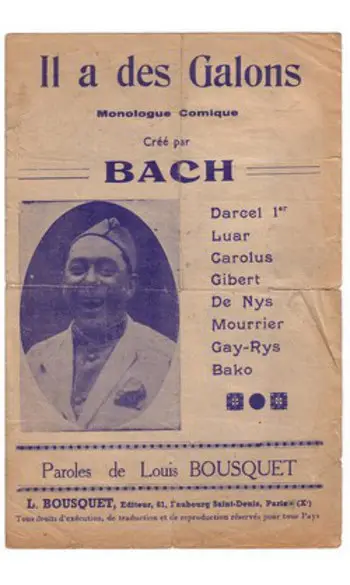 Il a des Galons
Monologue Comique
Créé par
BACH
Darcel 1er
Luar
Carolus
Gibert
De Nys
Mourrier
Gay-Rys
Bako
Paroles de Louis BOUSQUET
L. BOUSQUET, Editeur, 61, Faubourg Saint-Denis, Paris (Xe)
Tous droits d'exécution, de traduction et de reproduction réservés pour tous Pays